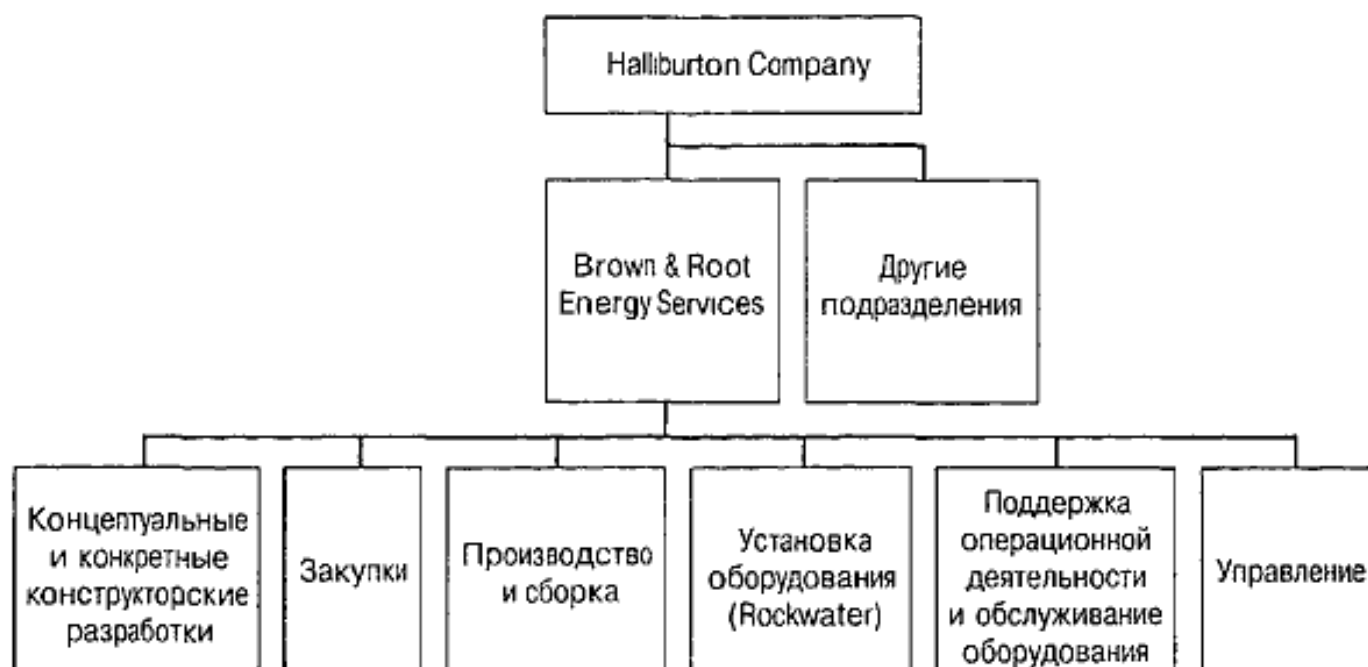 Halliburton Company
Brown & Root
Energy Services
Другие
подразделения
Концептуальные
и конкретные
конструкторские
разработки
Закупки
Производство
и сборка
Установка
оборудования
(Rockwater)
Поддержка
операционной
деятельности
и обслуживание
оборудования
Управление